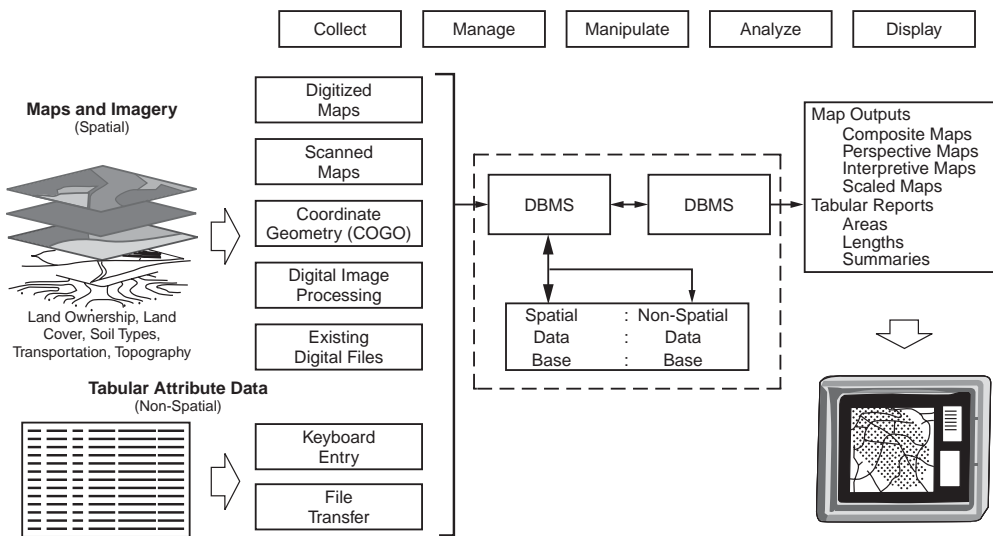 Collect
Manage
Manipulate
Analyze
Display
Maps and Imagery
(Spatial)
Land Ownership, Land
Cover, Soil Types,
Transportation, Topography
Tabular Attribute Data
(Non-Spatial)
Digitized
Maps
Scanned
Maps
Coordinate
Geometry (COGO)
Digital Image
Processing
Existing
Digital Files
Keyboard
Entry
File
Transfer
DBMS
DBMS
Spatial : Non-Spatial
Data : Data
Base : Base
Map Outputs
Composite Maps
Perspective Maps
Interpretive Maps
Scaled Maps
Tabular Reports
Areas
Lengths
Summaries